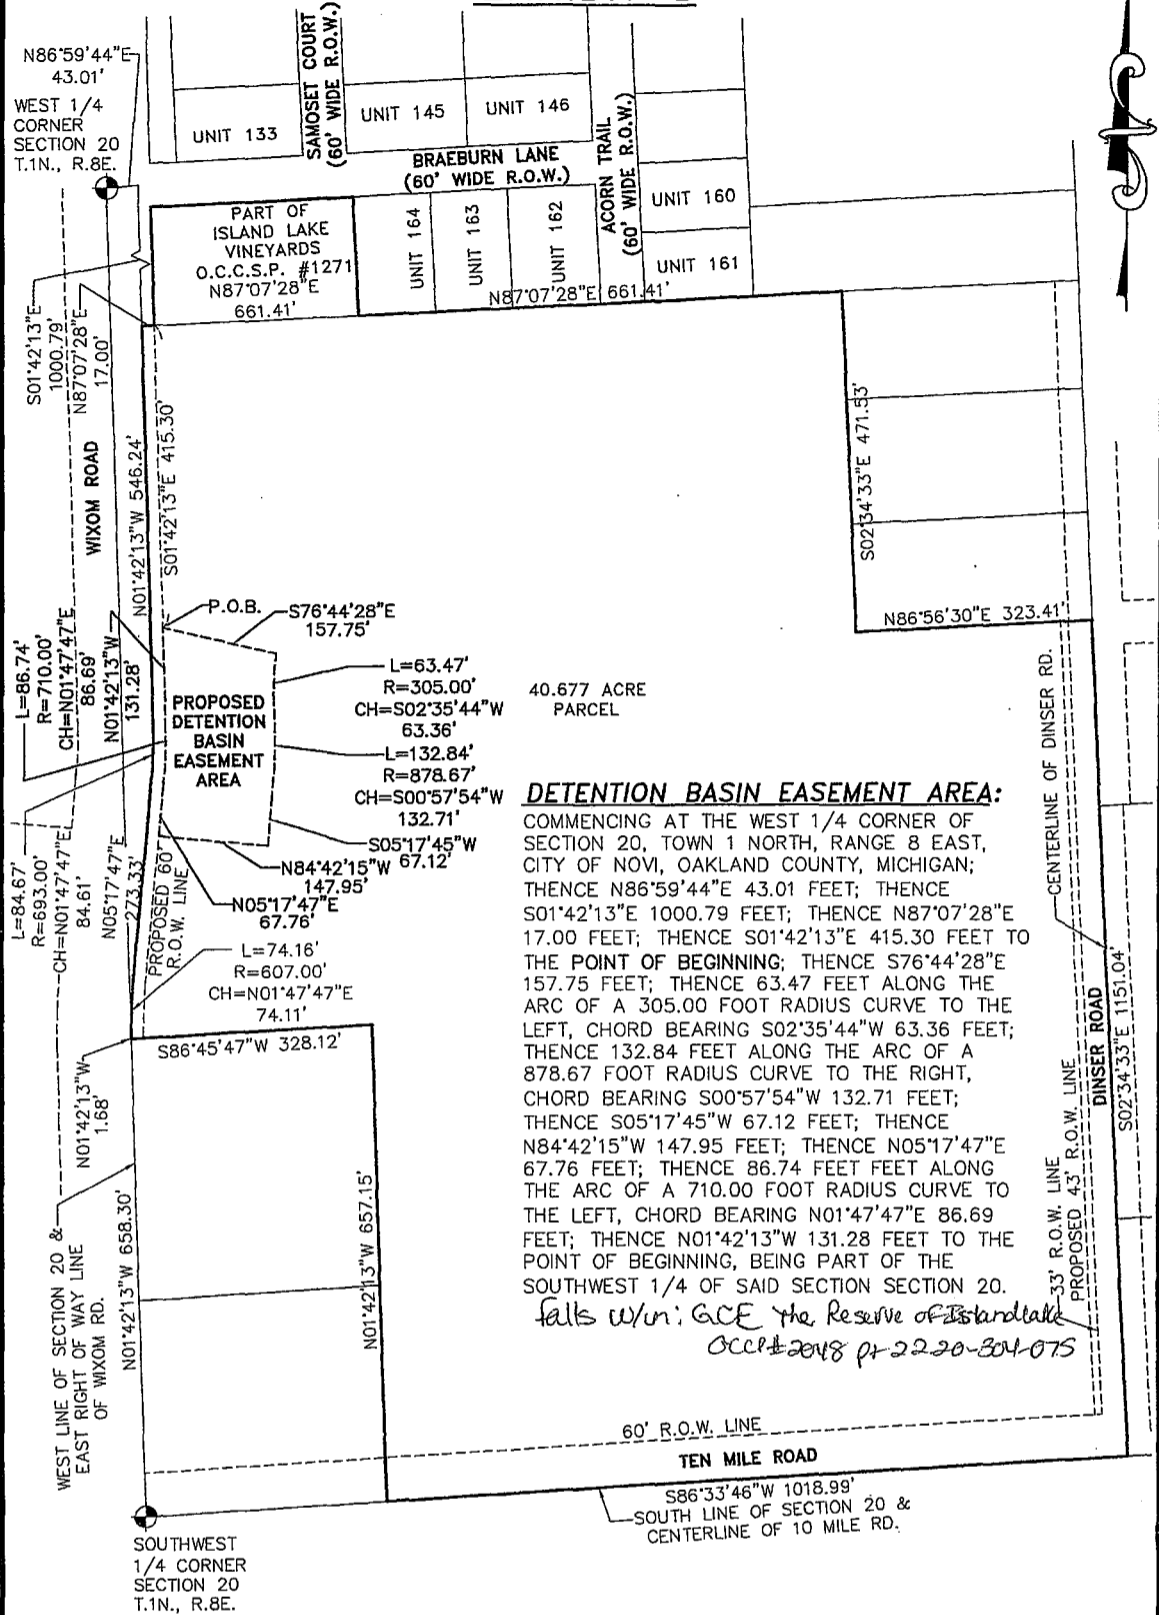 N86°59'44"E
43.01'
WEST 1/4
CORNER
SECTION 20
T.1N., R.8E.
SAMOSET COURT
(60' WIDE R.O.W.)
UNIT 133
UNIT 145
UNIT 146
BRAEBURN LANE
(60' WIDE R.O.W.)
ACORN TRAIL
(60' WIDE R.O.W.)
UNIT 160
UNIT 161
PART OF
ISLAND LAKE
VINEYARDS
O.C.C.S.P. #1271
N87°07'28"E
661.41'
UNIT 164
UNIT 163
UNIT 162
N87°07'28"E 661.41'
S01°42'13"E
1000.79'
N87°07'28"E
17.00'
WIXOM ROAD
N01°42'13"W 546.24'
S01°42'13"E 415.30'
S02°34'33"E 471.53'
N86°56'30"E 323.41'
P.O.B.
S76°44'28"E
157.75'
L=86.74'
R=710.00'
CH=N01°47'47"E
86.69'
N01°42'13"W
131.28'
PROPOSED
DETENTION
BASIN
EASEMENT
AREA
L=63.47'
R=305.00'
CH=S02°35'44"W
63.36'
L=132.84'
R=878.67'
CH=S00°57'54"W
132.71'
S05°17'45"W
67.12'
N84°42'15"W
147.95'
N05°17'47"E
67.76'
40.677 ACRE
PARCEL
L=84.67'
R=693.00'
CH=N01°47'47"E
84.61'
N05°17'47"E
273.33'
PROPOSED 60'
R.O.W. LINE
L=74.16'
R=607.00'
CH=N01°47'47"E
74.11'
S86°45'47"W 328.12'
N01°42'13"W
1.68'
DETENTION BASIN EASEMENT AREA:
COMMENCING AT THE WEST 1/4 CORNER OF
SECTION 20, TOWN 1 NORTH, RANGE 8 EAST,
CITY OF NOVI, OAKLAND COUNTY, MICHIGAN;
THENCE N86°59'44"E 43.01 FEET; THENCE
S01°42'13"E 1000.79 FEET; THENCE N87°07'28"E
17.00 FEET; THENCE S01°42'13"E 415.30 FEET TO
THE POINT OF BEGINNING; THENCE S76°44'28"E
157.75 FEET; THENCE 63.47 FEET ALONG THE
ARC OF A 305.00 FOOT RADIUS CURVE TO THE
LEFT, CHORD BEARING S02°35'44"W 63.36 FEET;
THENCE 132.84 FEET ALONG THE ARC OF A
878.67 FOOT RADIUS CURVE TO THE RIGHT,
CHORD BEARING S00°57'54"W 132.71 FEET;
THENCE S05°17'45"W 67.12 FEET; THENCE
N84°42'15"W 147.95 FEET; THENCE N05°17'47"E
67.76 FEET; THENCE 86.74 FEET FEET ALONG
THE ARC OF A 710.00 FOOT RADIUS CURVE TO
THE LEFT, CHORD BEARING N01°47'47"E 86.69
FEET; THENCE N01°42'13"W 131.28 FEET TO THE
POINT OF BEGINNING, BEING PART OF THE
SOUTHWEST 1/4 OF SAID SECTION SECTION 20.
falls w/in: GCE the Reserve of Island lake
OCCP#2048 pt 22-20-304-075
CENTERLINE OF DINSER RD.
DINSER ROAD
S02°34'33"E 1151.04'
33' R.O.W. LINE
PROPOSED 43' R.O.W. LINE
WEST LINE OF SECTION 20 &
EAST RIGHT OF WAY LINE
OF WIXOM RD.
N01°42'13"W 658.30'
N01°42'13"W 657.15'
60' R.O.W. LINE
TEN MILE ROAD
S86°33'46"W 1018.99'
SOUTH LINE OF SECTION 20 &
CENTERLINE OF 10 MILE RD.
SOUTHWEST
1/4 CORNER
SECTION 20
T.1N., R.8E.